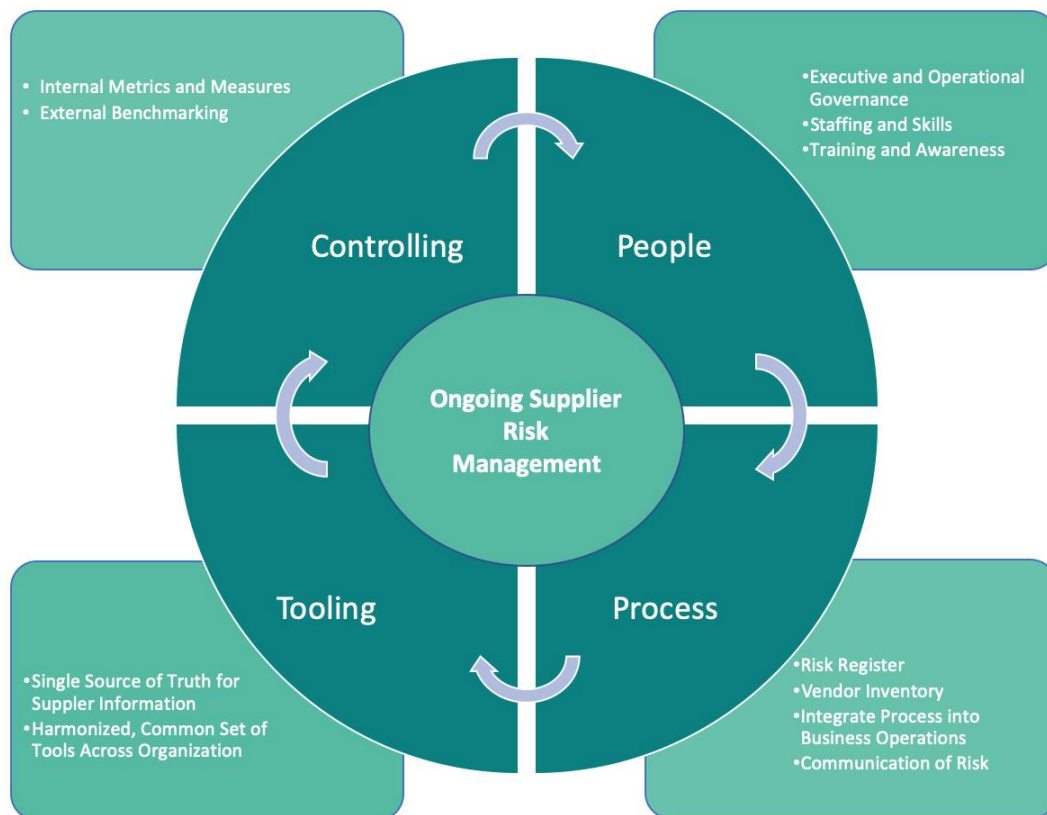 • Internal Metrics and Measures
• External Benchmarking
•Executive and Operational
Governance
•Staffing and Skills
•Training and Awareness
Controlling
People
Ongoing Supplier
Risk
Management
Tooling
Process
•Single Source of Truth for
Suppler Information
•Harmonized, Common Set of
Tools Across Organization
•Risk Register
•Vendor Inventory
•Integrate Process into
Business Operations
•Communication of Risk